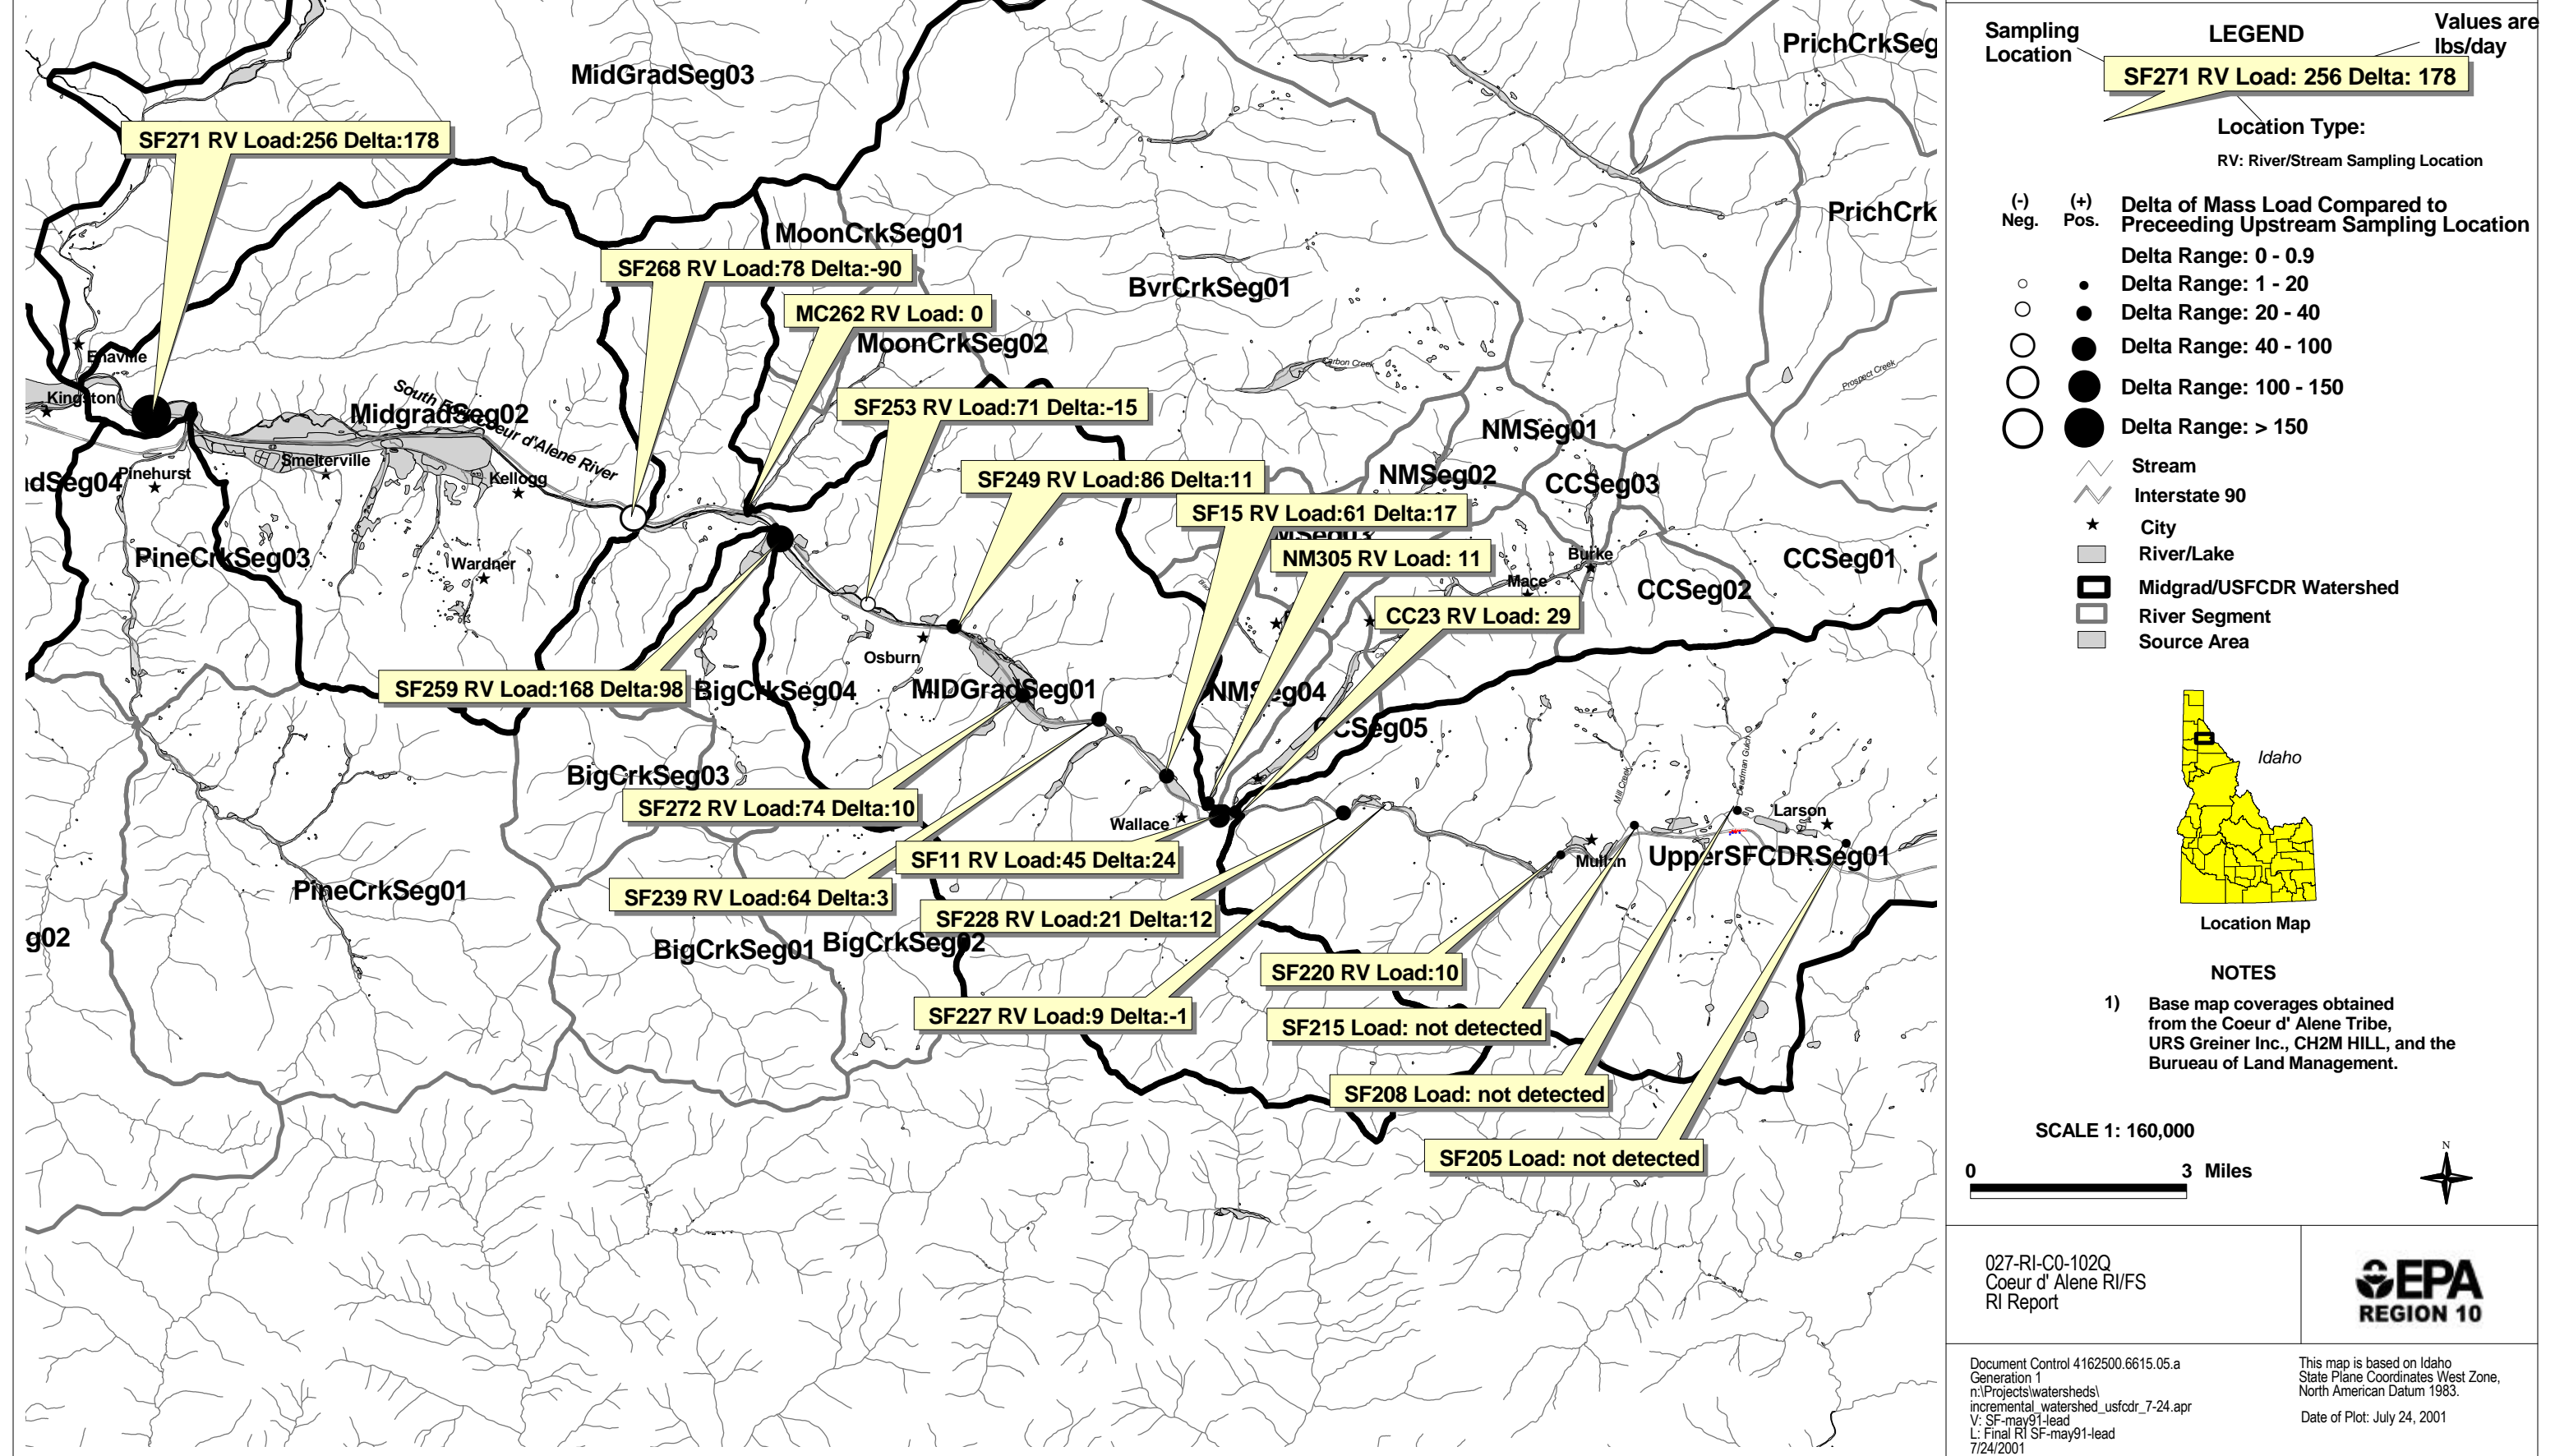 MidGradSeg03
PrichCrkSeg
SF271 RV Load:256 Delta:178
PrichCrk
MoonCrkSeg01
SF268 RV Load:78 Delta:-90
BvrCrkSeg01
MC262 RV Load: 0
MoonCrkSeg02
Enaville
Carbon Creek
Prospect Creek
Kingston
South Fork Coeur d'Alene River
MidgradSeg02
SF253 RV Load:71 Delta:-15
NMSeg01
Smelterville
Kellogg
SF249 RV Load:86 Delta:11
NMSeg02
CCSeg03
dSeg04
Pinehurst
SF15 RV Load:61 Delta:17
PineCrkSeg03
Wardner
NM305 RV Load: 11
Burke
CCSeg01
Mace
CCSeg02
CC23 RV Load: 29
Osburn
SF259 RV Load:168 Delta:98
BigCrkSeg04
MIDGradSeg01
NMSeg04
CCSeg05
BigCrkSeg03
Mill Creek
Deadman Gulch
SF272 RV Load:74 Delta:10
Wallace
Larson
SF11 RV Load:45 Delta:24
Mullan
UpperSFCDRSeg01
PineCrkSeg01
SF239 RV Load:64 Delta:3
SF228 RV Load:21 Delta:12
g02
BigCrkSeg01
BigCrkSeg02
SF220 RV Load:10
SF227 RV Load:9 Delta:-1
SF215 Load: not detected
SF208 Load: not detected
SF205 Load: not detected
Sampling
Location
LEGEND
Values are
lbs/day
SF271 RV Load: 256 Delta: 178
Location Type:
RV: River/Stream Sampling Location
(-)
Neg.
(+)
Pos.
Delta of Mass Load Compared to
Preceeding Upstream Sampling Location
Delta Range: 0 - 0.9
Delta Range: 1 - 20
Delta Range: 20 - 40
Delta Range: 40 - 100
Delta Range: 100 - 150
Delta Range: > 150
Stream
Interstate 90
City
River/Lake
Midgrad/USFCDR Watershed
River Segment
Source Area
Idaho
Location Map
NOTES
1) Base map coverages obtained
from the Coeur d' Alene Tribe,
URS Greiner Inc., CH2M HILL, and the
Burueau of Land Management.
SCALE 1: 160,000
N
0 3 Miles
027-RI-C0-102Q
Coeur d' Alene RI/FS
RI Report
EPA
REGION 10
Document Control 4162500.6615.05.a
Generation 1
n:\Projects\watersheds\
incremental_watershed_usfcdr_7-24.apr
V: SF-may91-lead
L: Final RI SF-may91-lead
7/24/2001
This map is based on Idaho
State Plane Coordinates West Zone,
North American Datum 1983.
Date of Plot: July 24, 2001